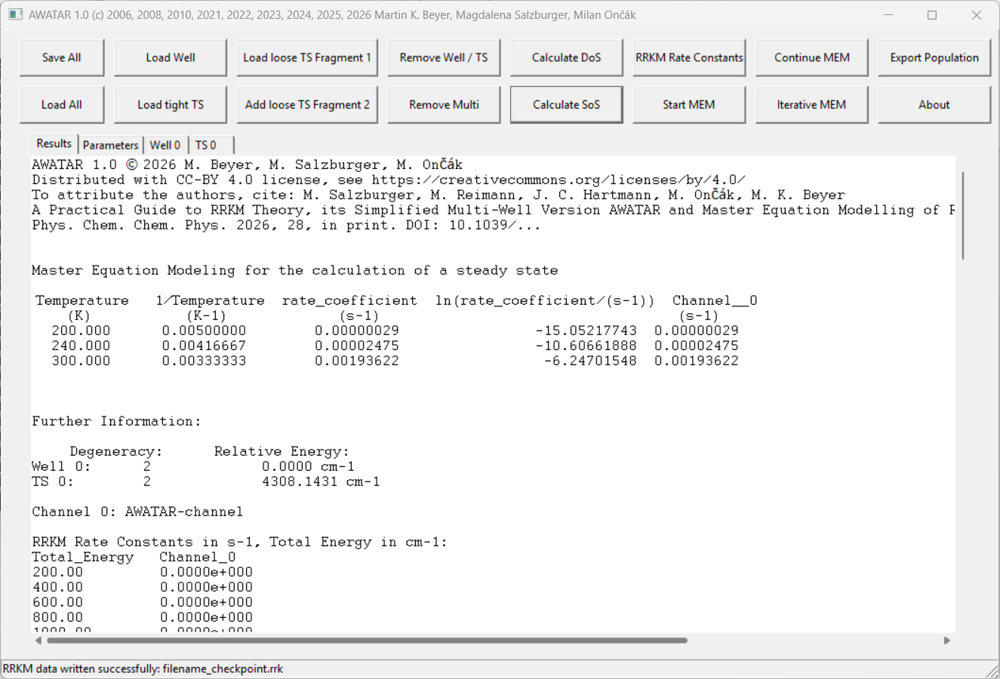 AWATAR 1.0 (c) 2006, 2008, 2010, 2021, 2022, 2023, 2024, 2025, 2026 Martin K. Beyer, Magdalena Salzburger, Milan Ončák
Save All Load Well Load loose TS Fragment 1 Remove Well / TS Calculate DoS RRKM Rate Constants Continue MEM Export Population
Load All Load tight TS Add loose TS Fragment 2 Remove Multi Calculate SoS Start MEM Iterative MEM About
Results Parameters Well 0 TS 0
AWATAR 1.0 © 2026 M. Beyer, M. Salzburger, M. Ončák
Distributed with CC-BY 4.0 license, see https://creativecommons.org/licenses/by/4.0/
To attribute the authors, cite: M. Salzburger, M. Reimann, J. C. Hartmann, M. Ončák, M. K. Beyer
A Practical Guide to RRKM Theory, its Simplified Multi-Well Version AWATAR and Master Equation Modelling of
Phys. Chem. Chem. Phys. 2026, 28, in print. DOI: 10.1039/...
Master Equation Modeling for the calculation of a steady state
Temperature 1/Temperature rate_coefficient ln(rate_coefficient/(s-1)) Channel__0
(K) (K-1) (s-1) (s-1)
200.000 0.00500000 0.00000029 -15.05217743 0.00000029
240.000 0.00416667 0.00002475 -10.60661888 0.00002475
300.000 0.00333333 0.00193622 -6.24701548 0.00193622
Further Information:
Degeneracy: Relative Energy:
Well 0: 2 0.0000 cm-1
TS 0: 2 4308.1431 cm-1
Channel 0: AWATAR-channel
RRKM Rate Constants in s-1, Total Energy in cm-1:
Total_Energy Channel_0
200.00 0.0000e+000
400.00 0.0000e+000
600.00 0.0000e+000
800.00 0.0000e+000
RRKM data written successfully: filename_checkpoint.rrk